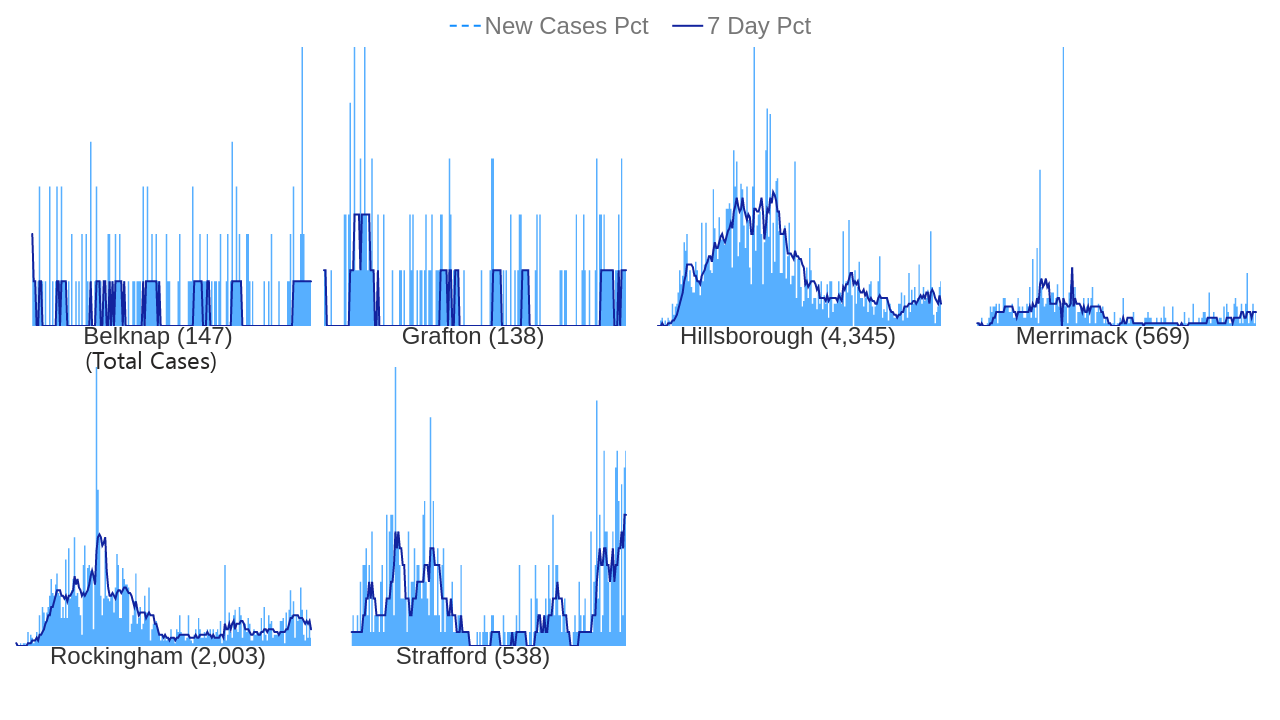 New Cases Pct 7 Day Pct
Belknap (147) Grafton (138) Hillsborough (4,345) Merrimack (569)
(Total Cases)
Rockingham (2,003) Strafford (538)